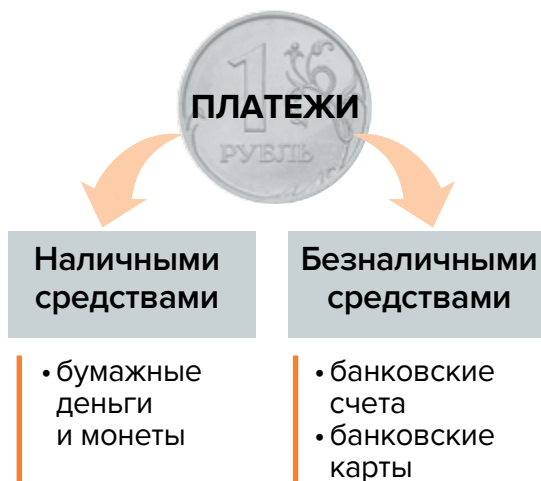 1
ПЛАТЕЖИ
РУБЛЬ
Наличными
средствами
• бумажные
деньги
и монеты
Безналичными
средствами
• банковские
счета
• банковские
карты